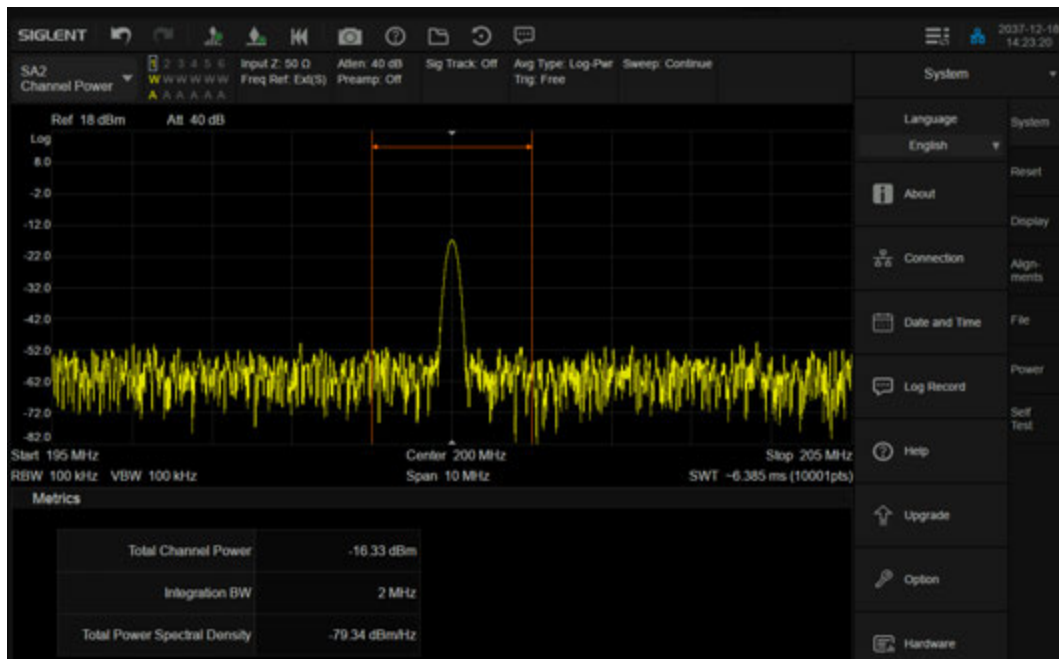 SIGLENT
2037-12-18
14:23:20
SA2
Channel Power
1 2 3 4 5 6
W W W W W W
A A A A A A
Input Z: 50 Ω
Freq Ref: Ext(S)
Atten: 40 dB
Preamp: Off
Sig Track: Off
Avg Type: Log-Pwr
Trig: Free
Sweep: Continue
Ref 18 dBm
Att 40 dB
Log
8.0
-2.0
-12.0
-22.0
-32.0
-42.0
-52.0
-62.0
-72.0
-82.0
Start 195 MHz
Center 200 MHz
Stop 205 MHz
RBW 100 kHz VBW 100 kHz
Span 10 MHz
SWT ~6.385 ms (10001pts)
Metrics
Total Channel Power -16.33 dBm
Integration BW 2 MHz
Total Power Spectral Density -79.34 dBm/Hz
System
Language
English
About
Connection
Date and Time
Log Record
Help
Upgrade
Option
Hardware
System
Reset
Display
Align-
ments
File
Power
Self
Test